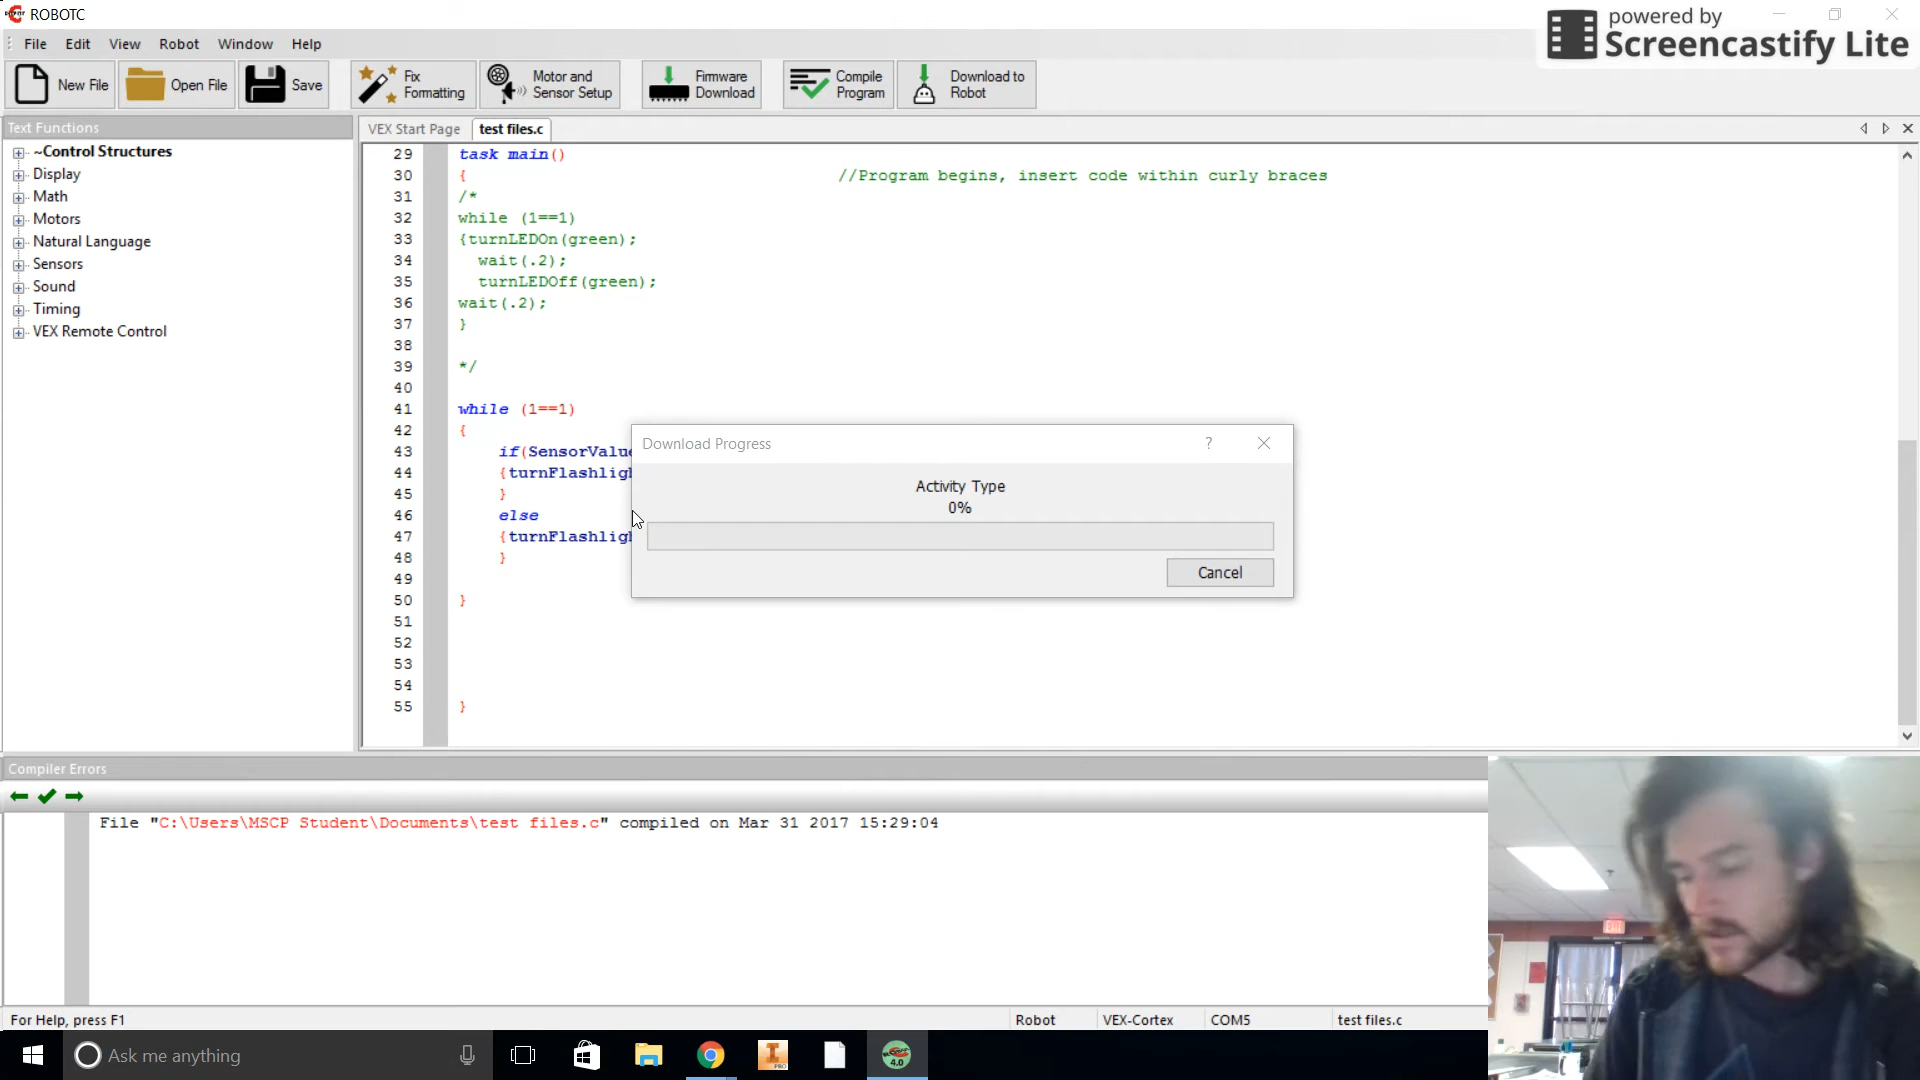 ROBOTC
powered by
Screencastify Lite
File Edit View Robot Window Help
New File Open File Save Fix Formatting Motor and Sensor Setup Firmware Download Compile Program Download to Robot
Text Functions
VEX Start Page test files.c
~Control Structures
Display
Math
Motors
Natural Language
Sensors
Sound
Timing
VEX Remote Control
29 task main()
30 { //Program begins, insert code within curly braces
31 /*
32 while (1==1)
33 {turnLEDOn(green);
34 wait(.2);
35 turnLEDOff(green);
36 wait(.2);
37 }
38
39 */
40
41 while (1==1)
42 {
43 if(SensorValue
44 {turnFlashligh
45 }
46 else
47 {turnFlashligh
48 }
49
50 }
51
52
53
54
55 }
Download Progress ?
Activity Type
0%
Cancel
Compiler Errors
File "C:\Users\MSCP Student\Documents\test files.c" compiled on Mar 31 2017 15:29:04
EXIT
For Help, press F1 Robot VEX-Cortex COM5 test files.c
Ask me anything
PRO
4.0